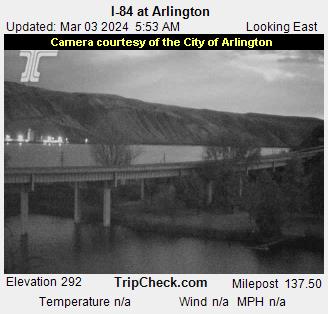 I-84 at Arlington
Updated: Mar 03 2024 5:53 AM Looking East
Camera courtesy of the City of Arlington
Elevation 292 TripCheck.com Milepost 137.50
Temperature n/a Wind n/a MPH n/a